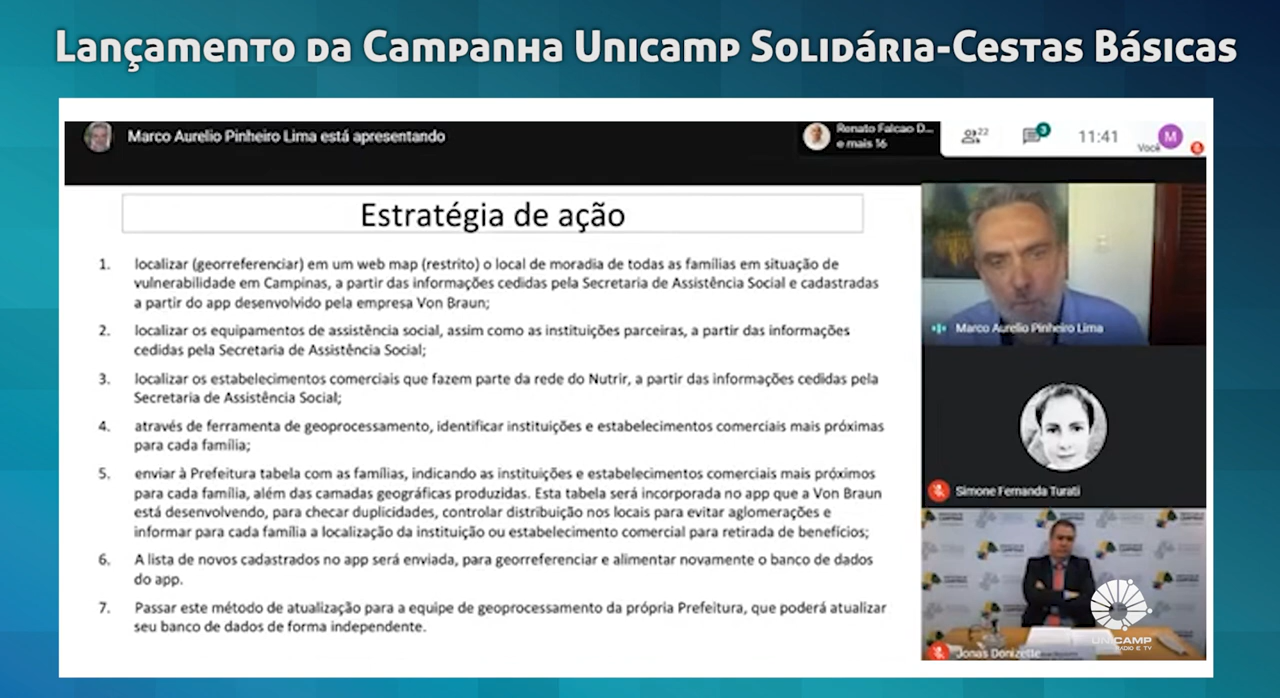 Lançamento da Campanha Unicamp Solidária-Cestas Básicas
Marco Aurelio Pinheiro Lima está apresentando
Renato Falcao D...
e mais 16
22
3
11:41
Você
M
Estratégia de ação
1. localizar (georreferenciar) em um web map (restrito) o local de moradia de todas as famílias em situação de
vulnerabilidade em Campinas, a partir das informações cedidas pela Secretaria de Assistência Social e cadastradas
a partir do app desenvolvido pela empresa Von Braun;
2. localizar os equipamentos de assistência social, assim como as instituições parceiras, a partir das informações
cedidas pela Secretaria de Assistência Social;
3. localizar os estabelecimentos comerciais que fazem parte da rede do Nutrir, a partir das informações cedidas pela
Secretaria de Assistência Social;
4. através de ferramenta de geoprocessamento, identificar instituições e estabelecimentos comerciais mais próximas
para cada família;
5. enviar à Prefeitura tabela com as famílias, indicando as instituições e estabelecimentos comerciais mais próximos
para cada família, além das camadas geográficas produzidas. Esta tabela será incorporada no app que a Von Braun
está desenvolvendo, para checar duplicidades, controlar distribuição nos locais para evitar aglomerações e
informar para cada família a localização da instituição ou estabelecimento comercial para retirada de benefícios;
6. A lista de novos cadastrados no app será enviada, para georreferenciar e alimentar novamente o banco de dados
do app.
7. Passar este método de atualização para a equipe de geoprocessamento da própria Prefeitura, que poderá atualizar
seu banco de dados de forma independente.
Marco Aurelio Pinheiro Lima
Simone Fernanda Turati
Jonas Donizette
UNICAMP
RÁDIO E TV